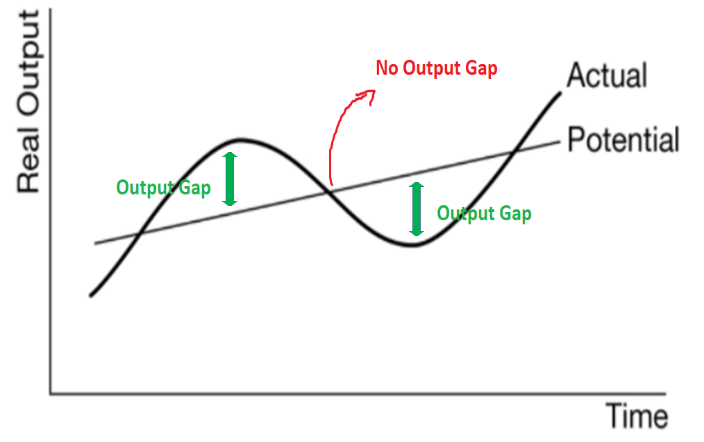 Real Output
No Output Gap
Actual
Potential
Output Gap
Output Gap
Time